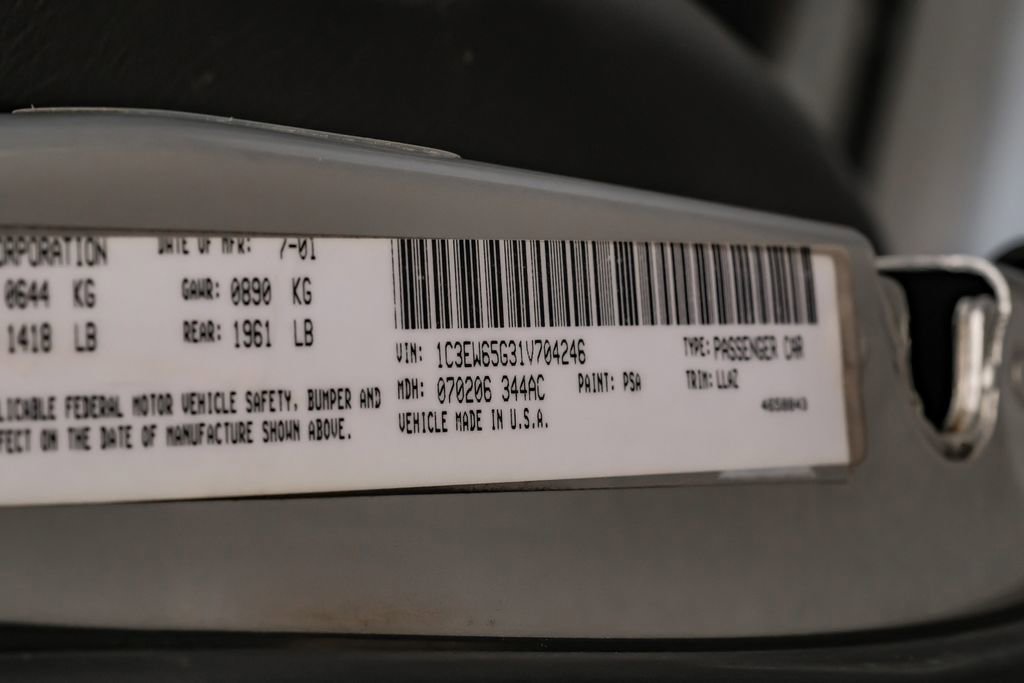 ORPORATION DATE OF MFR: 7-01
0644 KG GAWR: 0890 KG
1418 LB REAR: 1961 LB
VIN: 1C3EW65G31V704246 TYPE: PASSENGER CAR
MDH: 070206 344AC PAINT: PSA TRIM: LLAZ
4658043
VEHICLE MADE IN U.S.A.
LICABLE FEDERAL MOTOR VEHICLE SAFETY, BUMPER AND
FECT ON THE DATE OF MANUFACTURE SHOWN ABOVE.